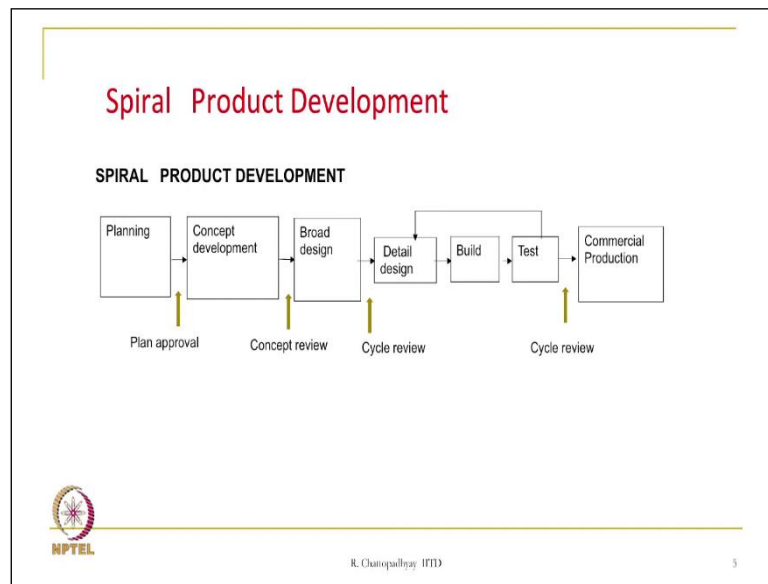 Spiral Product Development
SPIRAL PRODUCT DEVELOPMENT
Planning
Concept
development
Broad
design
Detail
design
Build
Test
Commercial
Production
Plan approval
Concept review
Cycle review
Cycle review
NPTEL
R. Chattopadhyay IITD
5